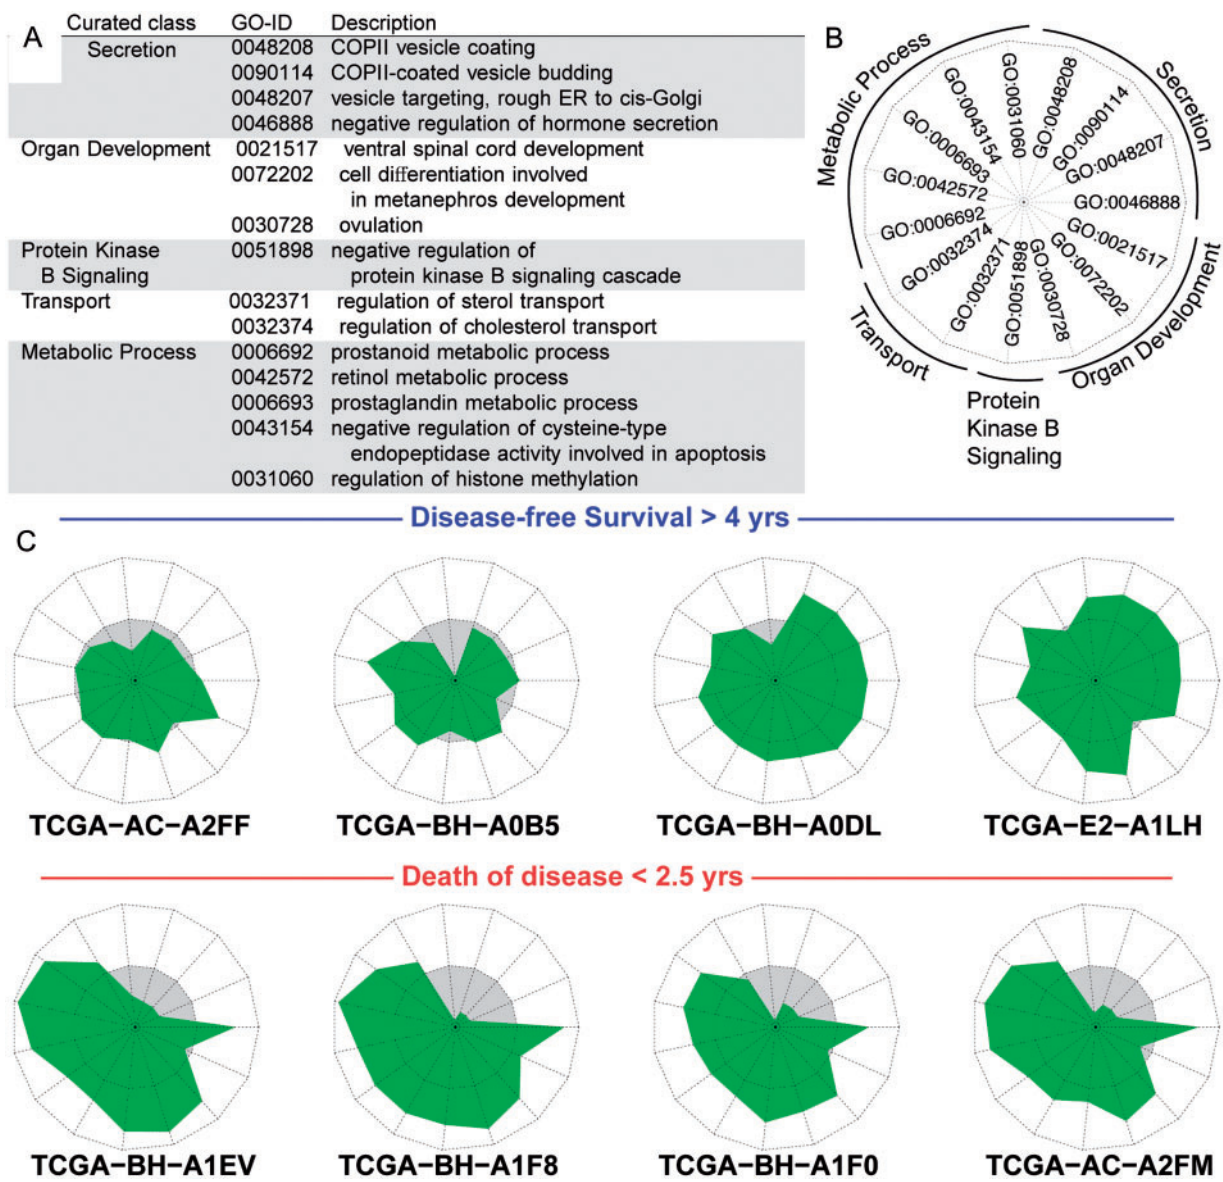 A
Curated class GO-ID Description
Secretion 0048208 COPII vesicle coating
0090114 COPII-coated vesicle budding
0048207 vesicle targeting, rough ER to cis-Golgi
0046888 negative regulation of hormone secretion
Organ Development 0021517 ventral spinal cord development
0072202 cell differentiation involved
in metanephros development
0030728 ovulation
Protein Kinase 0051898 negative regulation of
B Signaling protein kinase B signaling cascade
Transport 0032371 regulation of sterol transport
0032374 regulation of cholesterol transport
Metabolic Process 0006692 prostanoid metabolic process
0042572 retinol metabolic process
0006693 prostaglandin metabolic process
0043154 negative regulation of cysteine-type
endopeptidase activity involved in apoptosis
0031060 regulation of histone methylation
B
Secretion
GO:0048208
GO:0090114
GO:0048207
GO:0046888
Organ Development
GO:0021517
GO:0072202
GO:0030728
Protein
Kinase B
Signaling
GO:0051898
Transport
GO:0032371
GO:0032374
Metabolic Process
GO:0006692
GO:0042572
GO:0006693
GO:0043154
GO:0031060
C
Disease-free Survival > 4 yrs
TCGA−AC−A2FF
TCGA−BH−A0B5
TCGA−BH−A0DL
TCGA−E2−A1LH
Death of disease < 2.5 yrs
TCGA−BH−A1EV
TCGA−BH−A1F8
TCGA−BH−A1F0
TCGA−AC−A2FM